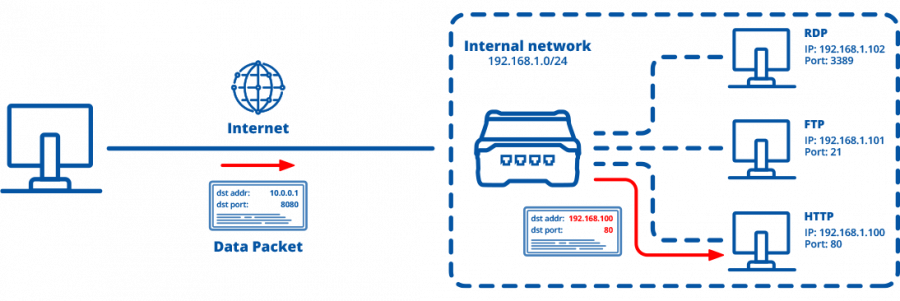 Internet
dst addr: 10.0.0.1
dst port: 8080
Data Packet
Internal network
192.168.1.0/24
dst addr: 192.168.100
dst port: 80
RDP
IP: 192.168.1.102
Port: 3389
FTP
IP: 192.168.1.101
Port: 21
HTTP
IP: 192.168.1.100
Port: 80